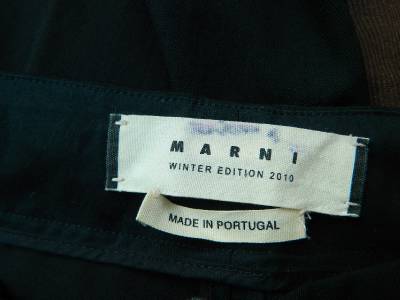 MARNI
WINTER EDITION 2010
MADE IN PORTUGAL